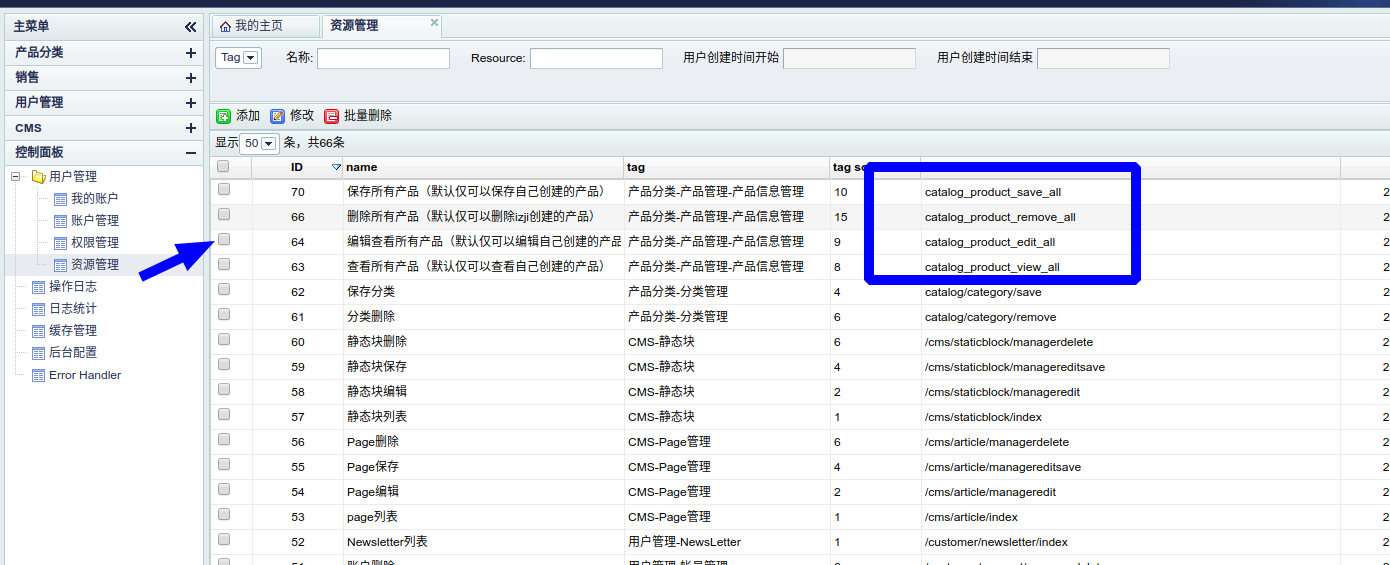 主菜单
产品分类
销售
用户管理
CMS
控制面板
用户管理
我的账户
账户管理
权限管理
资源管理
操作日志
日志统计
缓存管理
后台配置
Error Handler
我的主页 资源管理
Tag 名称: Resource: 用户创建时间开始 用户创建时间结束
添加 修改 批量删除
显示 50 条，共66条
ID name tag tag
70 保存所有产品（默认仅可以保存自己创建的产品） 产品分类-产品管理-产品信息管理 10 catalog_product_save_all 2
66 删除所有产品（默认仅可以删除izji创建的产品） 产品分类-产品管理-产品信息管理 15 catalog_product_remove_all 2
64 编辑查看所有产品（默认仅可以编辑自己创建的产品 产品分类-产品管理-产品信息管理 9 catalog_product_edit_all 2
63 查看所有产品（默认仅可以查看自己创建的产品） 产品分类-产品管理-产品信息管理 8 catalog_product_view_all 2
62 保存分类 产品分类-分类管理 4 catalog/category/save 2
61 分类删除 产品分类-分类管理 6 catalog/category/remove 2
60 静态块删除 CMS-静态块 6 /cms/staticblock/managerdelete 2
59 静态块保存 CMS-静态块 4 /cms/staticblock/managereditsave 2
58 静态块编辑 CMS-静态块 2 /cms/staticblock/manageredit 2
57 静态块列表 CMS-静态块 1 /cms/staticblock/index 2
56 Page删除 CMS-Page管理 6 /cms/article/managerdelete 2
55 Page保存 CMS-Page管理 4 /cms/article/managereditsave 2
54 Page编辑 CMS-Page管理 2 /cms/article/manageredit 2
53 page列表 CMS-Page管理 1 /cms/article/index 2
52 Newsletter列表 用户管理-NewsLetter 1 /customer/newsletter/index 2